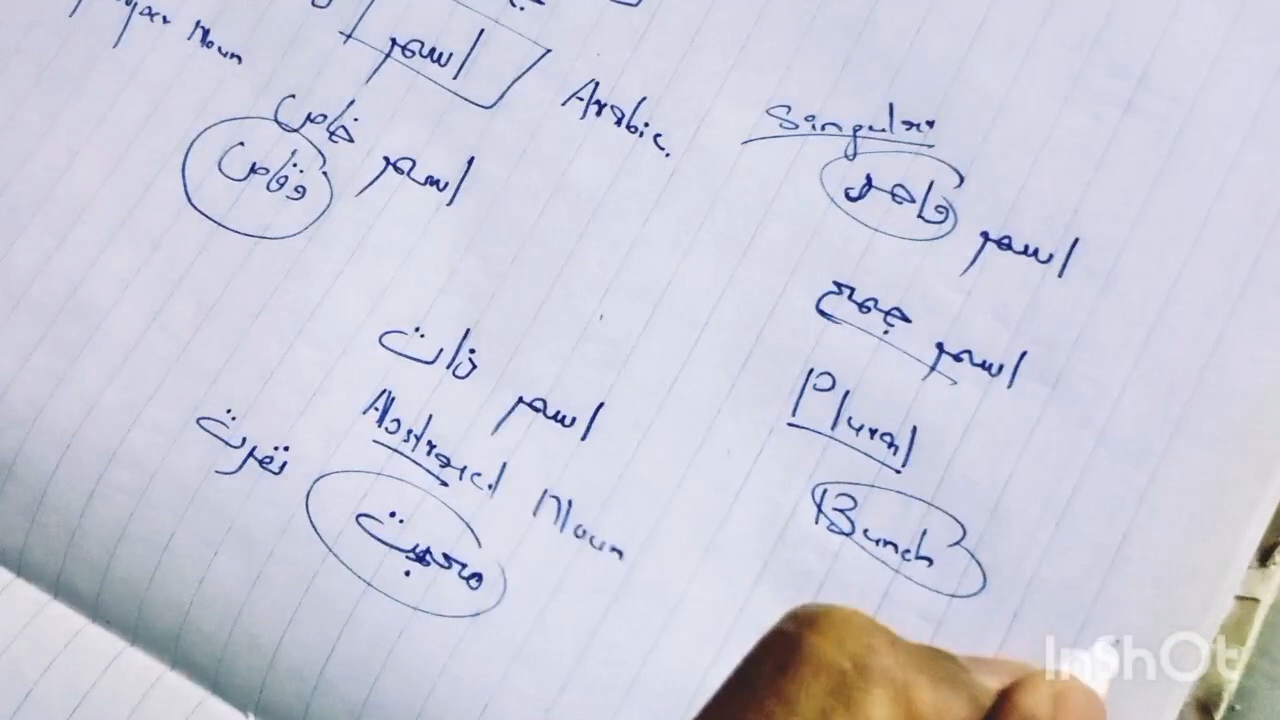 Noun
اسم
Arabic.
اسم خاص
وقاص
Singular
اسم واحد
اسم جمع
Plural
Bunch
اسم ذات
Abstract Noun
نفرت
محبت
InShOt